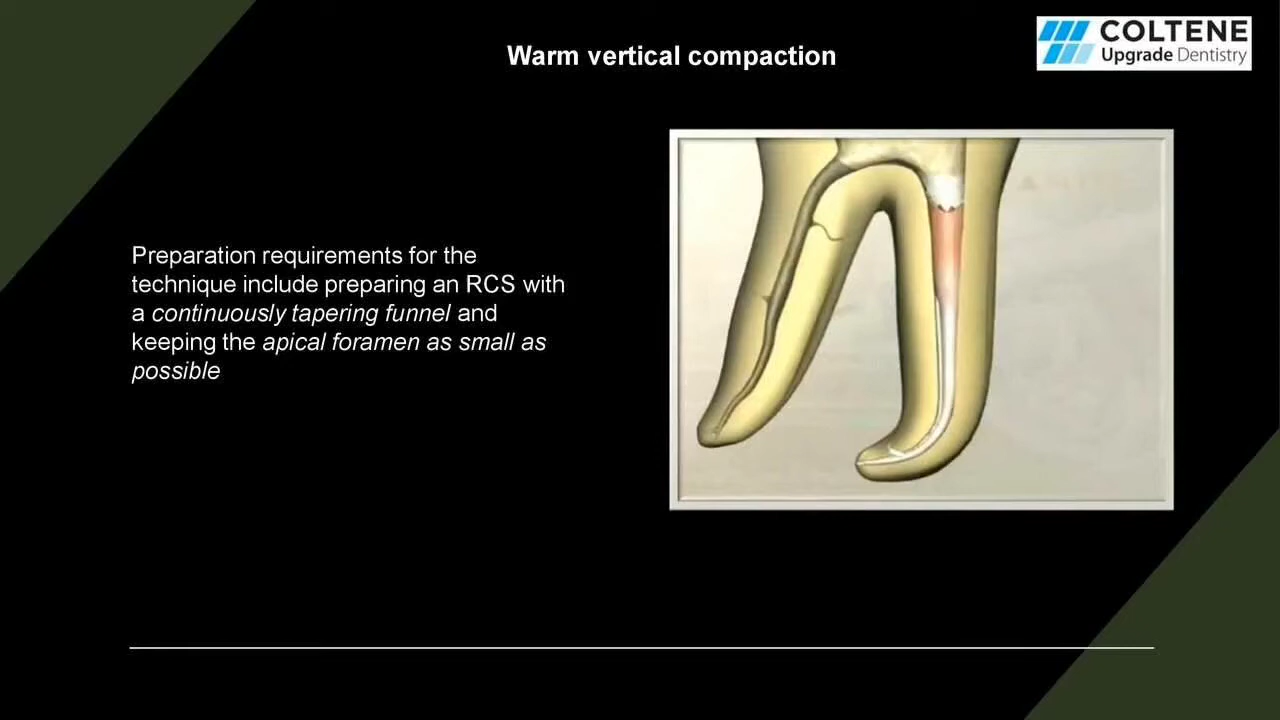 Warm vertical compaction
COLTENE
Upgrade Dentistry
Preparation requirements for the
technique include preparing an RCS with
a continuously tapering funnel and
keeping the apical foramen as small as
possible